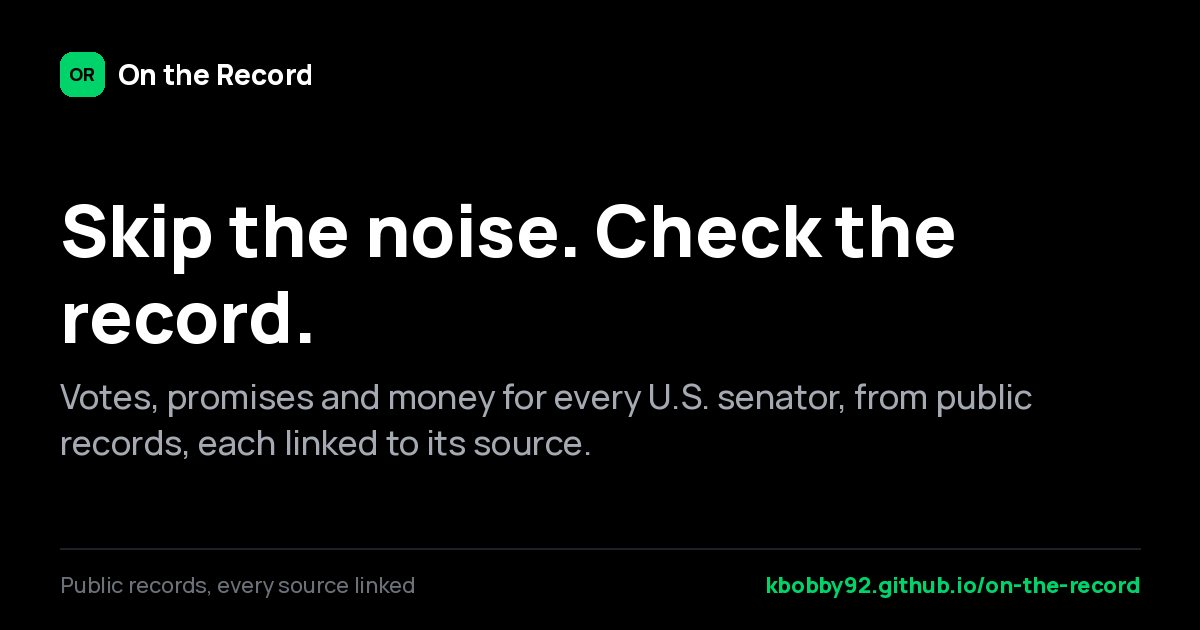 OR On the Record
Skip the noise. Check the
record.
Votes, promises and money for every U.S. senator, from public
records, each linked to its source.
Public records, every source linked
kbobby92.github.io/on-the-record